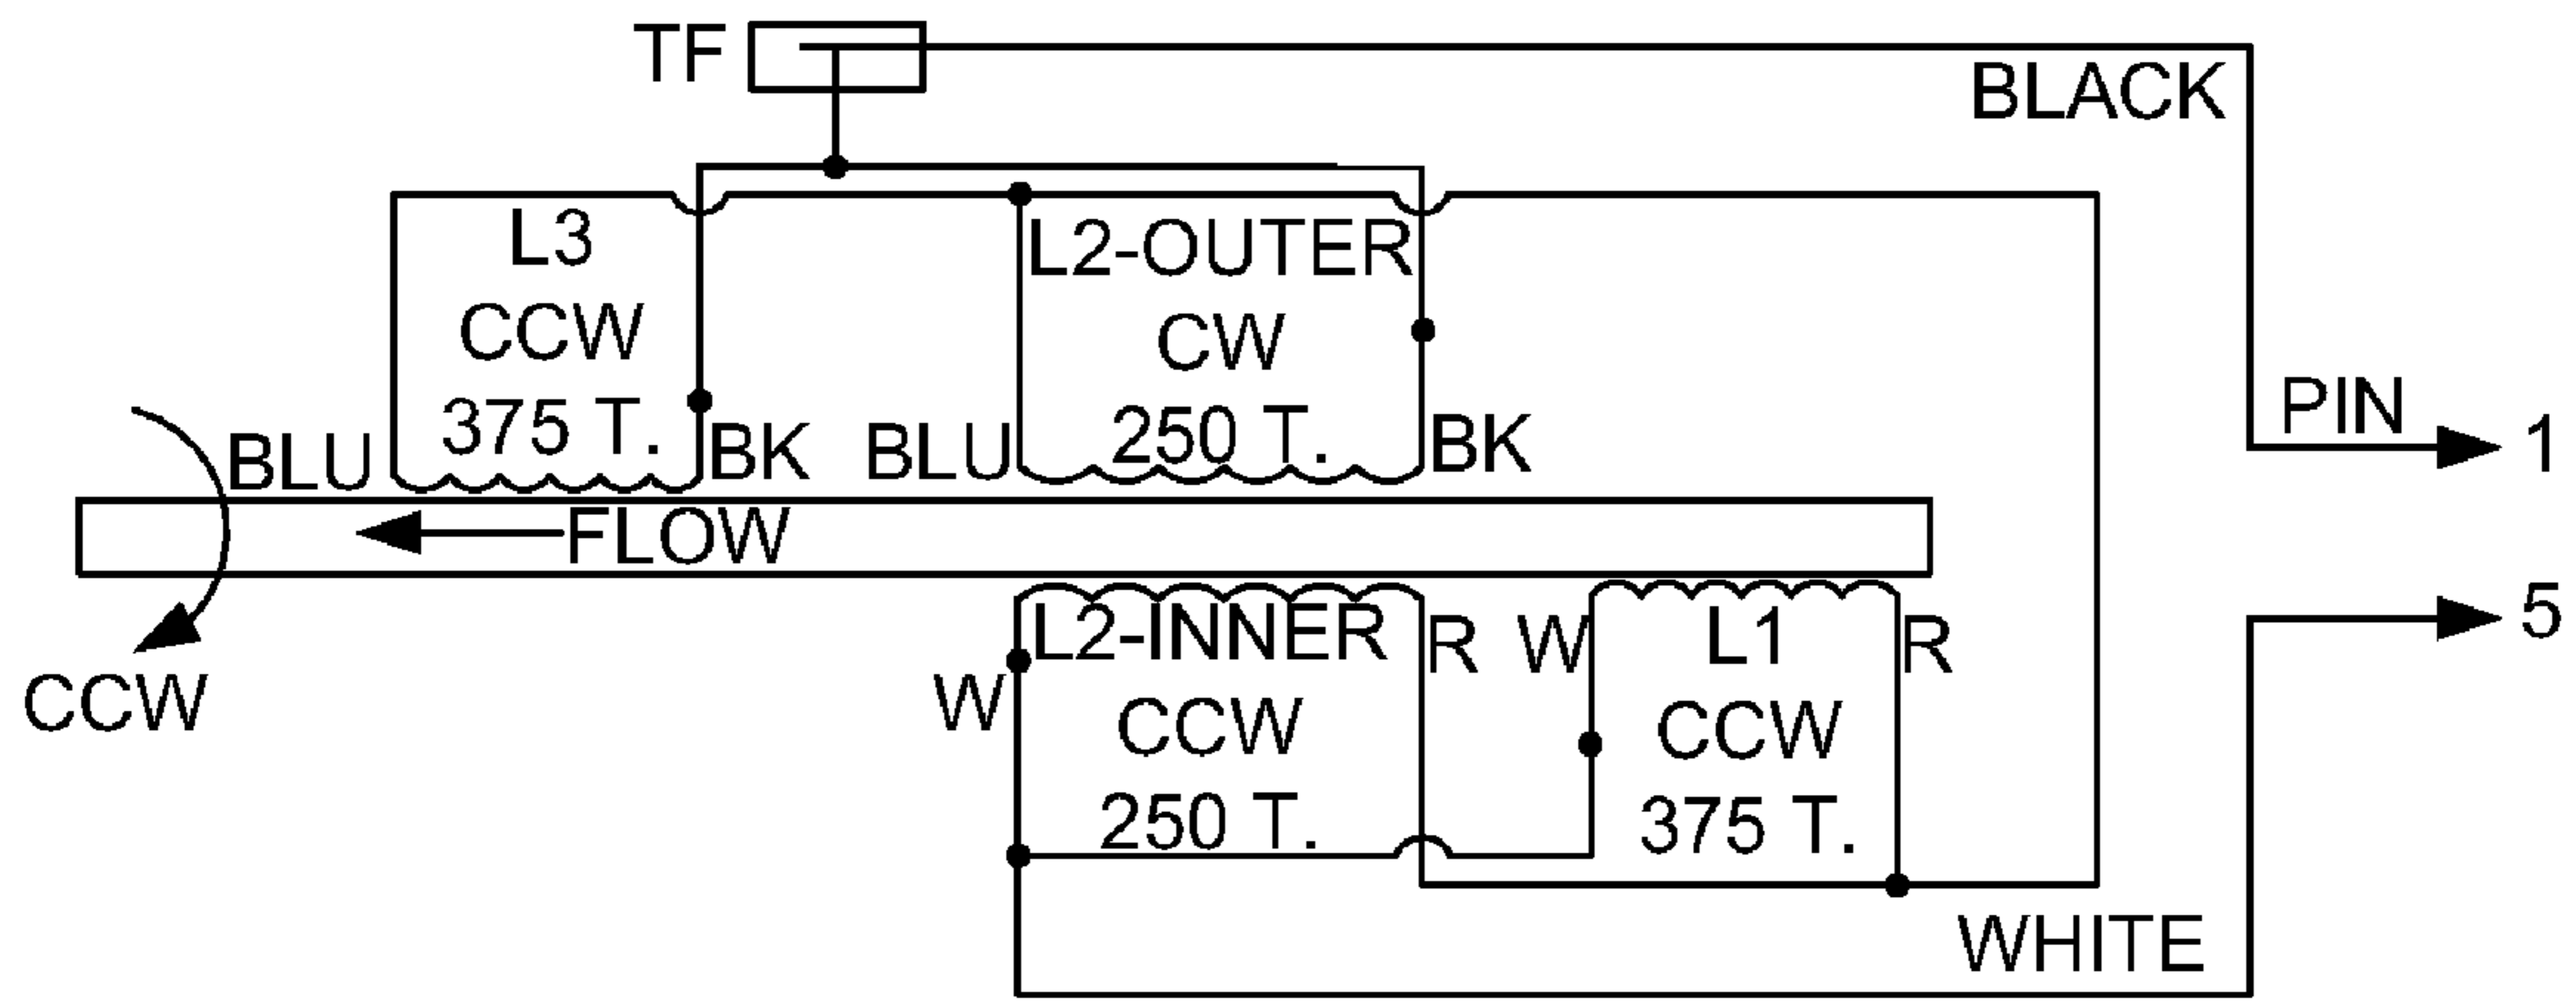 TF
BLACK
L3
CCW
375 T.
BLU
BK
L2-OUTER
CW
250 T.
BLU
BK
PIN
1
FLOW
CCW
5
L2-INNER
CCW
250 T.
W
R
W
L1
CCW
375 T.
R
WHITE